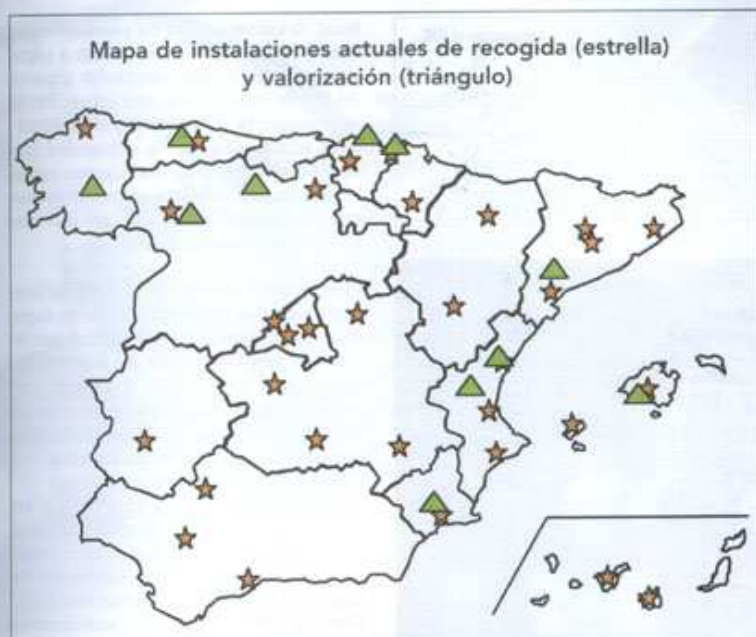 Mapa de instalaciones actuales de recogida (estrella)
y valorización (triángulo)